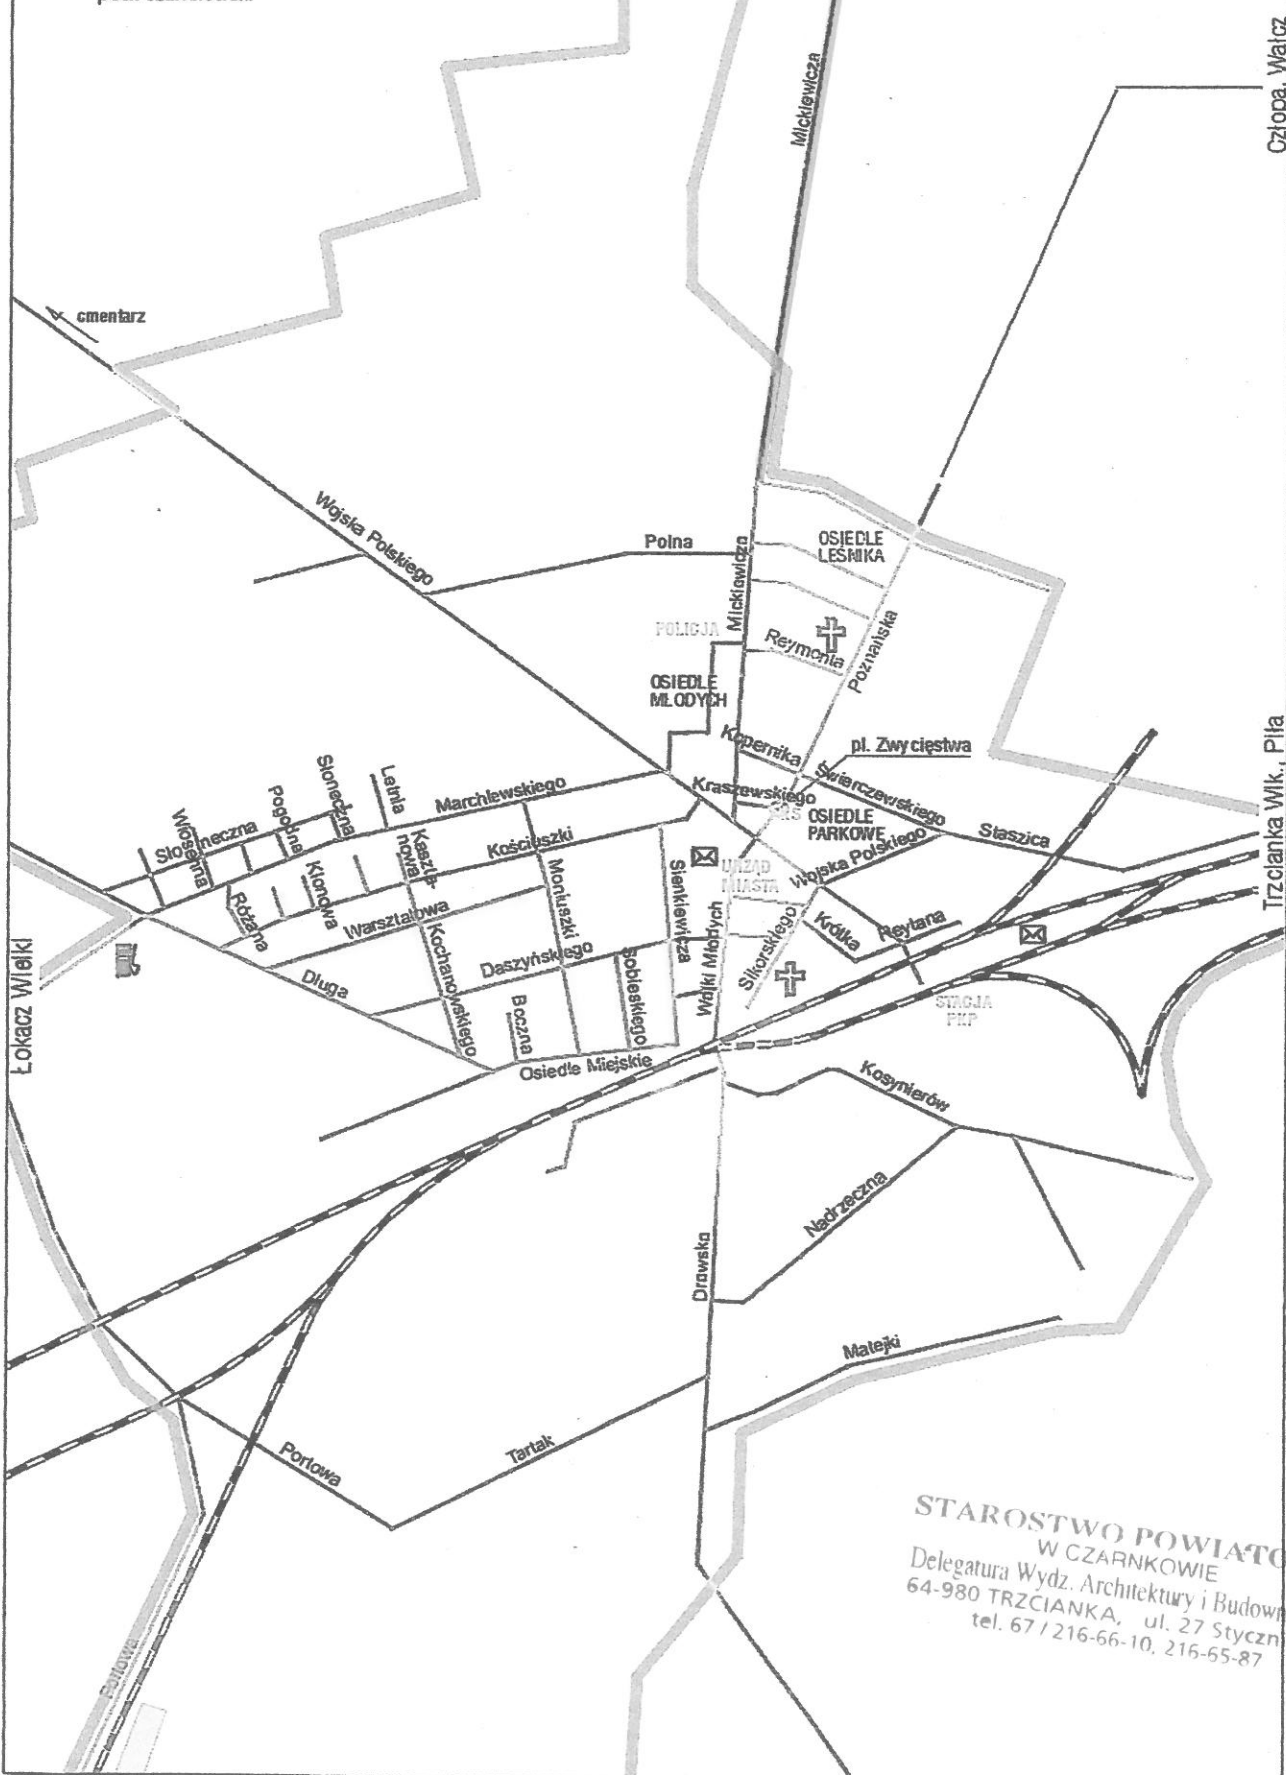 Mickiewicza
Człopa, Wałcz
cmentarz
Wojska Polskiego
Polna
Mickiewicza
OSIEDLE
LEŚNIKA
POLICJA
Reymonta
Poznańska
OSIEDLE
MŁODYCH
Kopernika
pl. Zwycięstwa
Świerczewskiego
Kraszewskiego
OSIEDLE
PARKOWE
Staszica
Wojska Polskiego
Trzcianka Wlk., Piła
Letnia
Marchlewskiego
Słoneczna
Pogodna
Słoneczna
Wiosenna
Kaszta-
nowa
Kościuszki
Klonowa
Różana
Warsztatowa
Moniuszki
Sienkiewicza
URZĄD
MIASTA
Walki Młodych
Sikorskiego
Krótka
Reytana
Łokacz Wielki
Długa
Kochanowskiego
Daszyńskiego
Sobieskiego
Boczna
Osiedle Miejskie
STACJA
PKP
Kosynierów
Nadrzeczna
Drawska
Matejki
Tartak
Portowa
Portowa
STAROSTWO POWIATO
W CZARNKOWIE
Delegatura Wydz. Architektury i Budown
64-980 TRZCIANKA, ul. 27 Styczn
tel. 67 / 216-66-10, 216-65-87